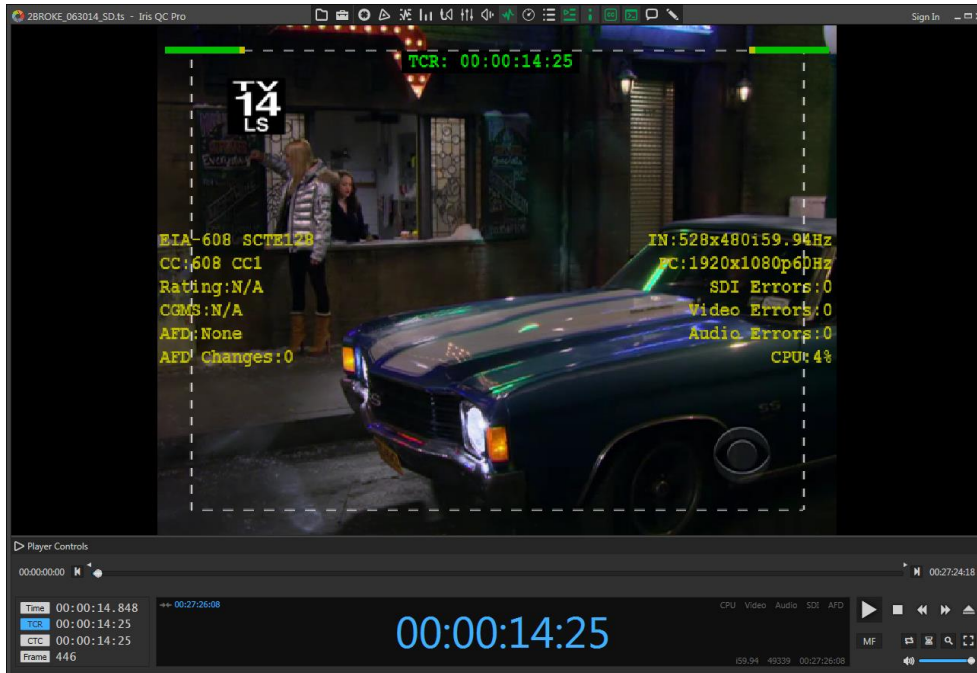 2BROKE_063014_SD.ts - Iris QC Pro
Sign In
TCR: 00:00:14:25
TV
14
LS
Everyday
EIA-608 SCTE128
CC:608 CC1
Rating:N/A
CGMS:N/A
AFD:None
AFD Changes:0
IN:528x480i59.94Hz
PC:1920x1080p60Hz
SDI Errors:0
Video Errors:0
Audio Errors:0
CPU:4%
SS
SS
Player Controls
00:00:00:00
00:27:24:18
Time 00:00:14.848
TCR 00:00:14:25
CTC 00:00:14:25
Frame 446
00:27:26:08
CPU Video Audio SDI AFD
00:00:14:25
i59.94 49339 00:27:26:08
MF